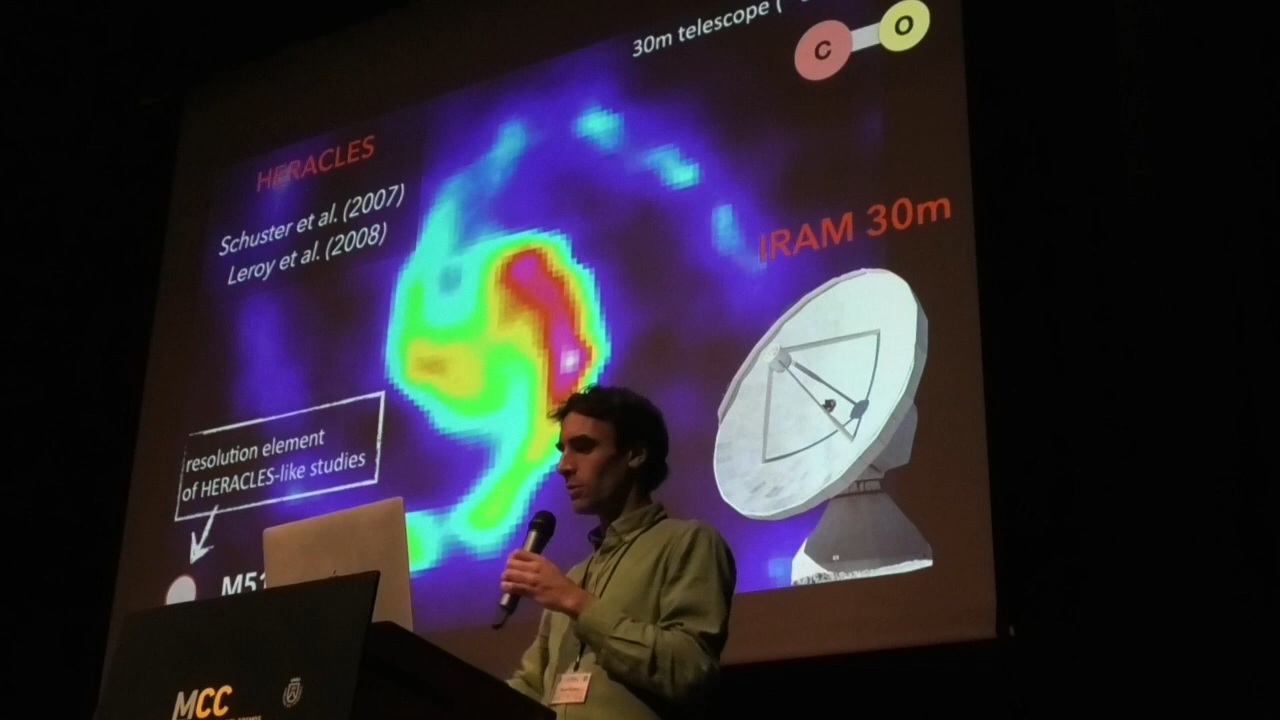 30m telescope (
C
O
HERACLES
Schuster et al. (2007)
Leroy et al. (2008)
IRAM 30m
resolution element
of HERACLES-like studies
M51
MCC